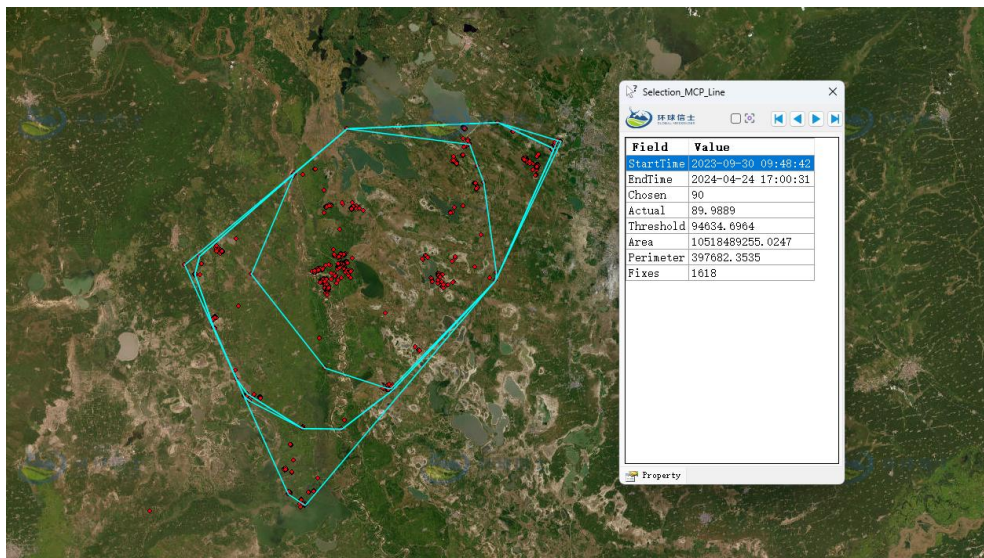 Selection_MCP_Line
环球信士
GLOBAL MESSENGER
Field Value
StartTime 2023-09-30 09:48:42
EndTime 2024-04-24 17:00:31
Chosen 90
Actual 89.9889
Threshold 94634.6964
Area 10518489255.0247
Perimeter 397682.3535
Fixes 1618
Property